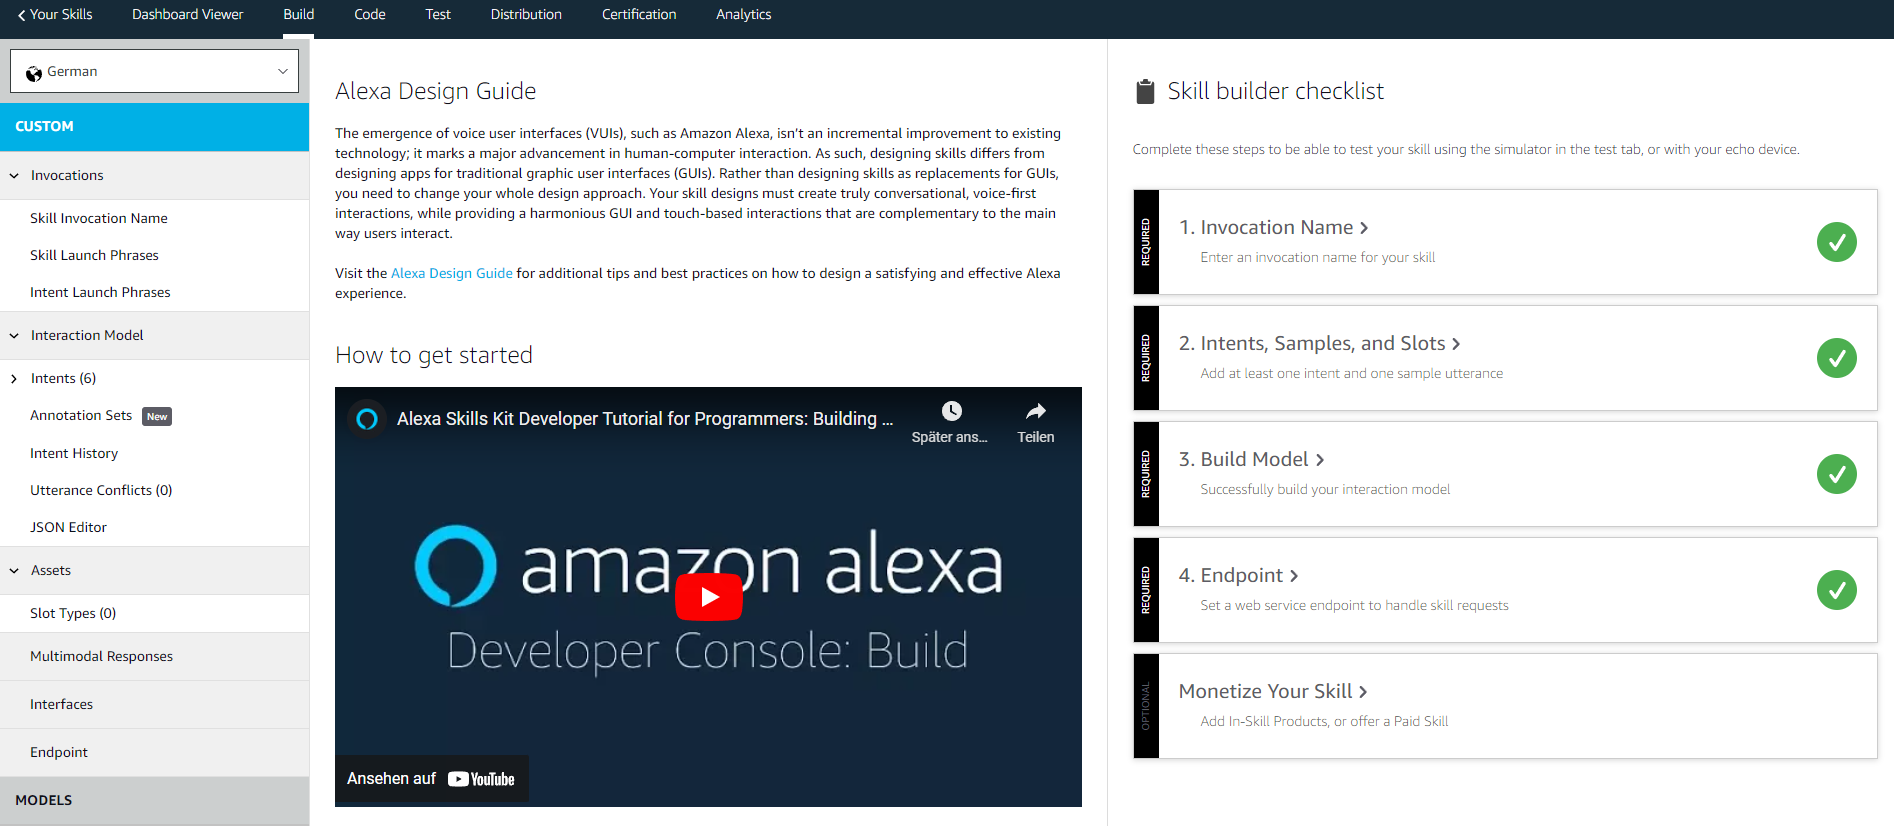 Your Skills
Dashboard Viewer
Build
Code
Test
Distribution
Certification
Analytics
German
CUSTOM
Invocations
Skill Invocation Name
Skill Launch Phrases
Intent Launch Phrases
Interaction Model
Intents (6)
Annotation Sets New
Intent History
Utterance Conflicts (0)
JSON Editor
Assets
Slot Types (0)
Multimodal Responses
Interfaces
Endpoint
MODELS
Alexa Design Guide
The emergence of voice user interfaces (VUIs), such as Amazon Alexa, isn’t an incremental improvement to existing
technology; it marks a major advancement in human-computer interaction. As such, designing skills differs from
designing apps for traditional graphic user interfaces (GUIs). Rather than designing skills as replacements for GUIs,
you need to change your whole design approach. Your skill designs must create truly conversational, voice-first
interactions, while providing a harmonious GUI and touch-based interactions that are complementary to the main
way users interact.
Visit the Alexa Design Guide for additional tips and best practices on how to design a satisfying and effective Alexa
experience.
How to get started
Alexa Skills Kit Developer Tutorial for Programmers: Building ...
Später ans...
Teilen
amazon alexa
Developer Console: Build
Ansehen auf YouTube
Skill builder checklist
Complete these steps to be able to test your skill using the simulator in the test tab, or with your echo device.
REQUIRED
1. Invocation Name
Enter an invocation name for your skill
REQUIRED
2. Intents, Samples, and Slots
Add at least one intent and one sample utterance
REQUIRED
3. Build Model
Successfully build your interaction model
REQUIRED
4. Endpoint
Set a web service endpoint to handle skill requests
OPTIONAL
Monetize Your Skill
Add In-Skill Products, or offer a Paid Skill